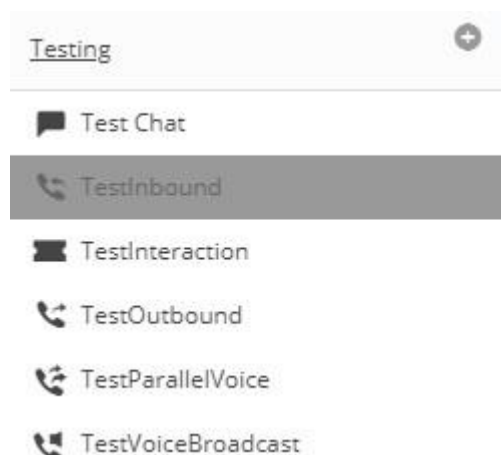 Testing
Test Chat
TestInbound
TestInteraction
TestOutbound
TestParallelVoice
TestVoiceBroadcast